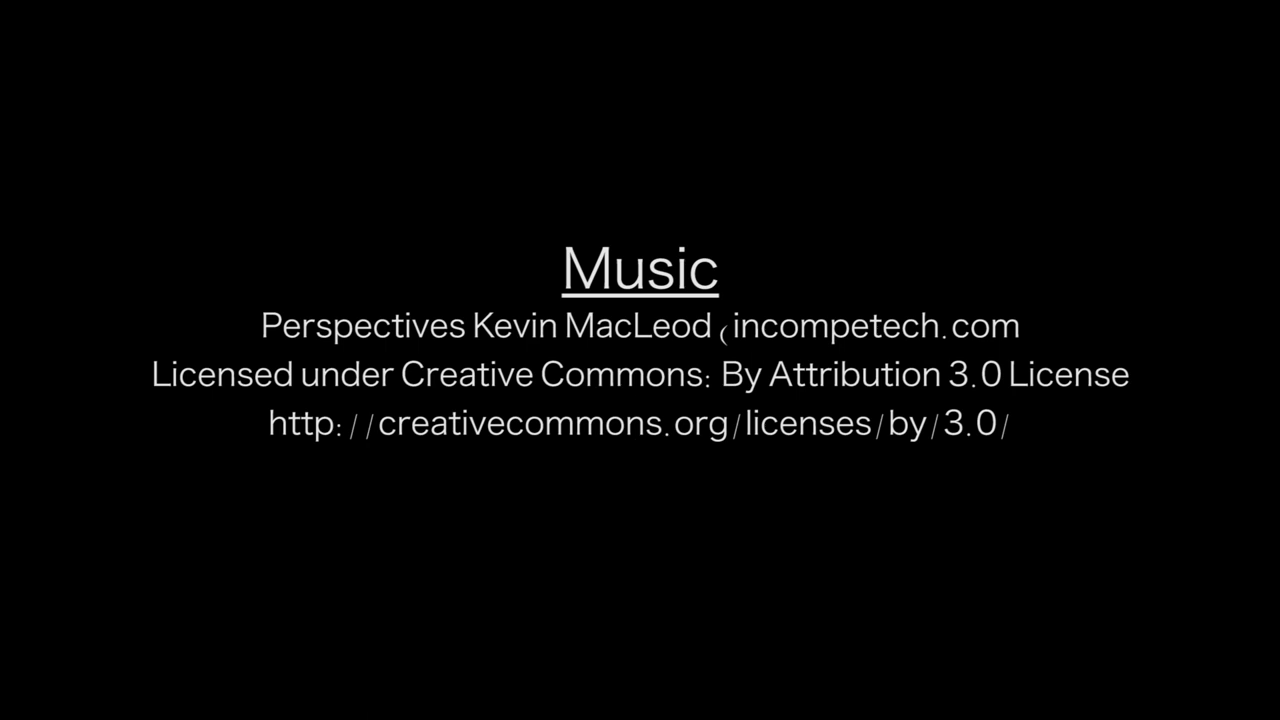 Music
Perspectives Kevin MacLeod (incompetech.com
Licensed under Creative Commons: By Attribution 3.0 License
http://creativecommons.org/licenses/by/3.0/